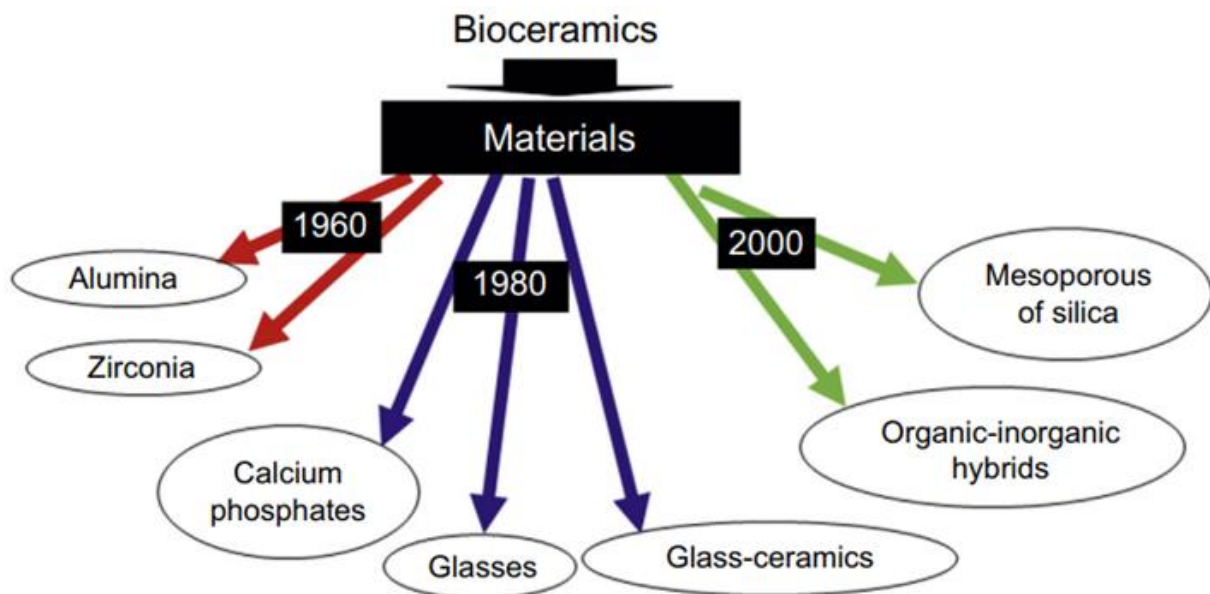 Bioceramics
Materials
1960
1980
2000
Alumina
Zirconia
Calcium
phosphates
Glasses
Glass-ceramics
Organic-inorganic
hybrids
Mesoporous
of silica